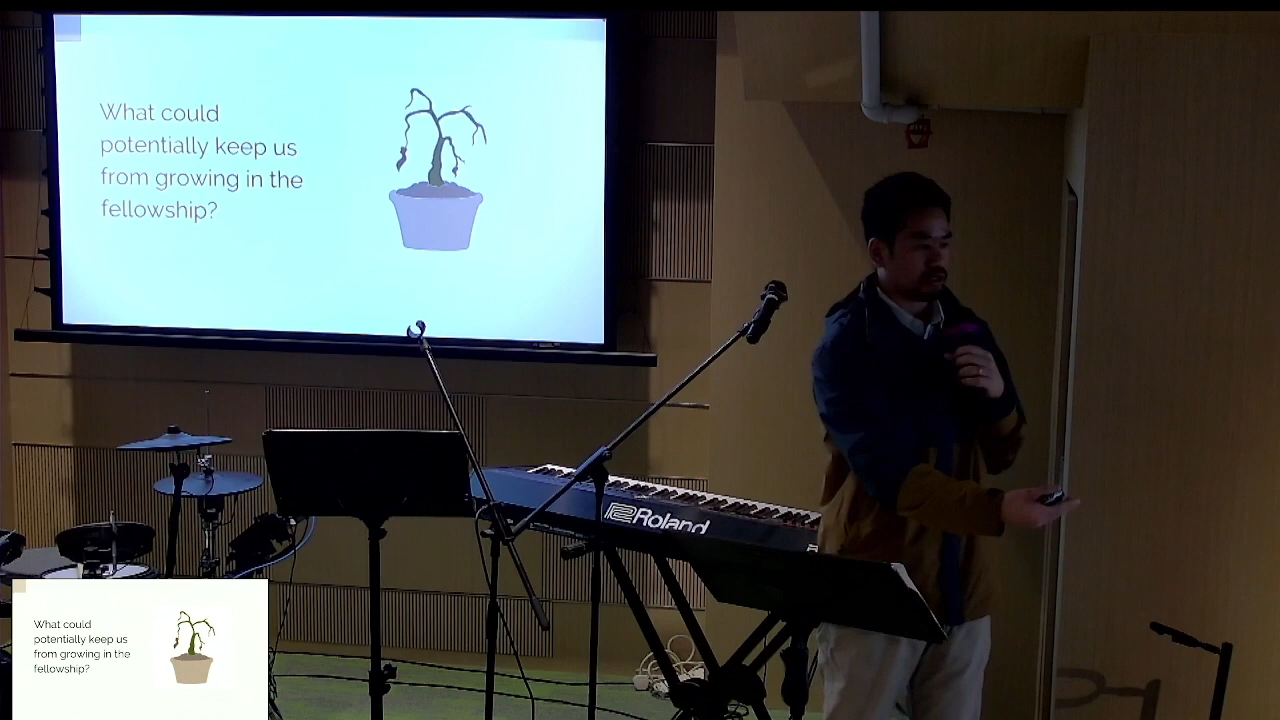 What could
potentially keep us
from growing in the
fellowship?
Roland
What could
potentially keep us
from growing in the
fellowship?